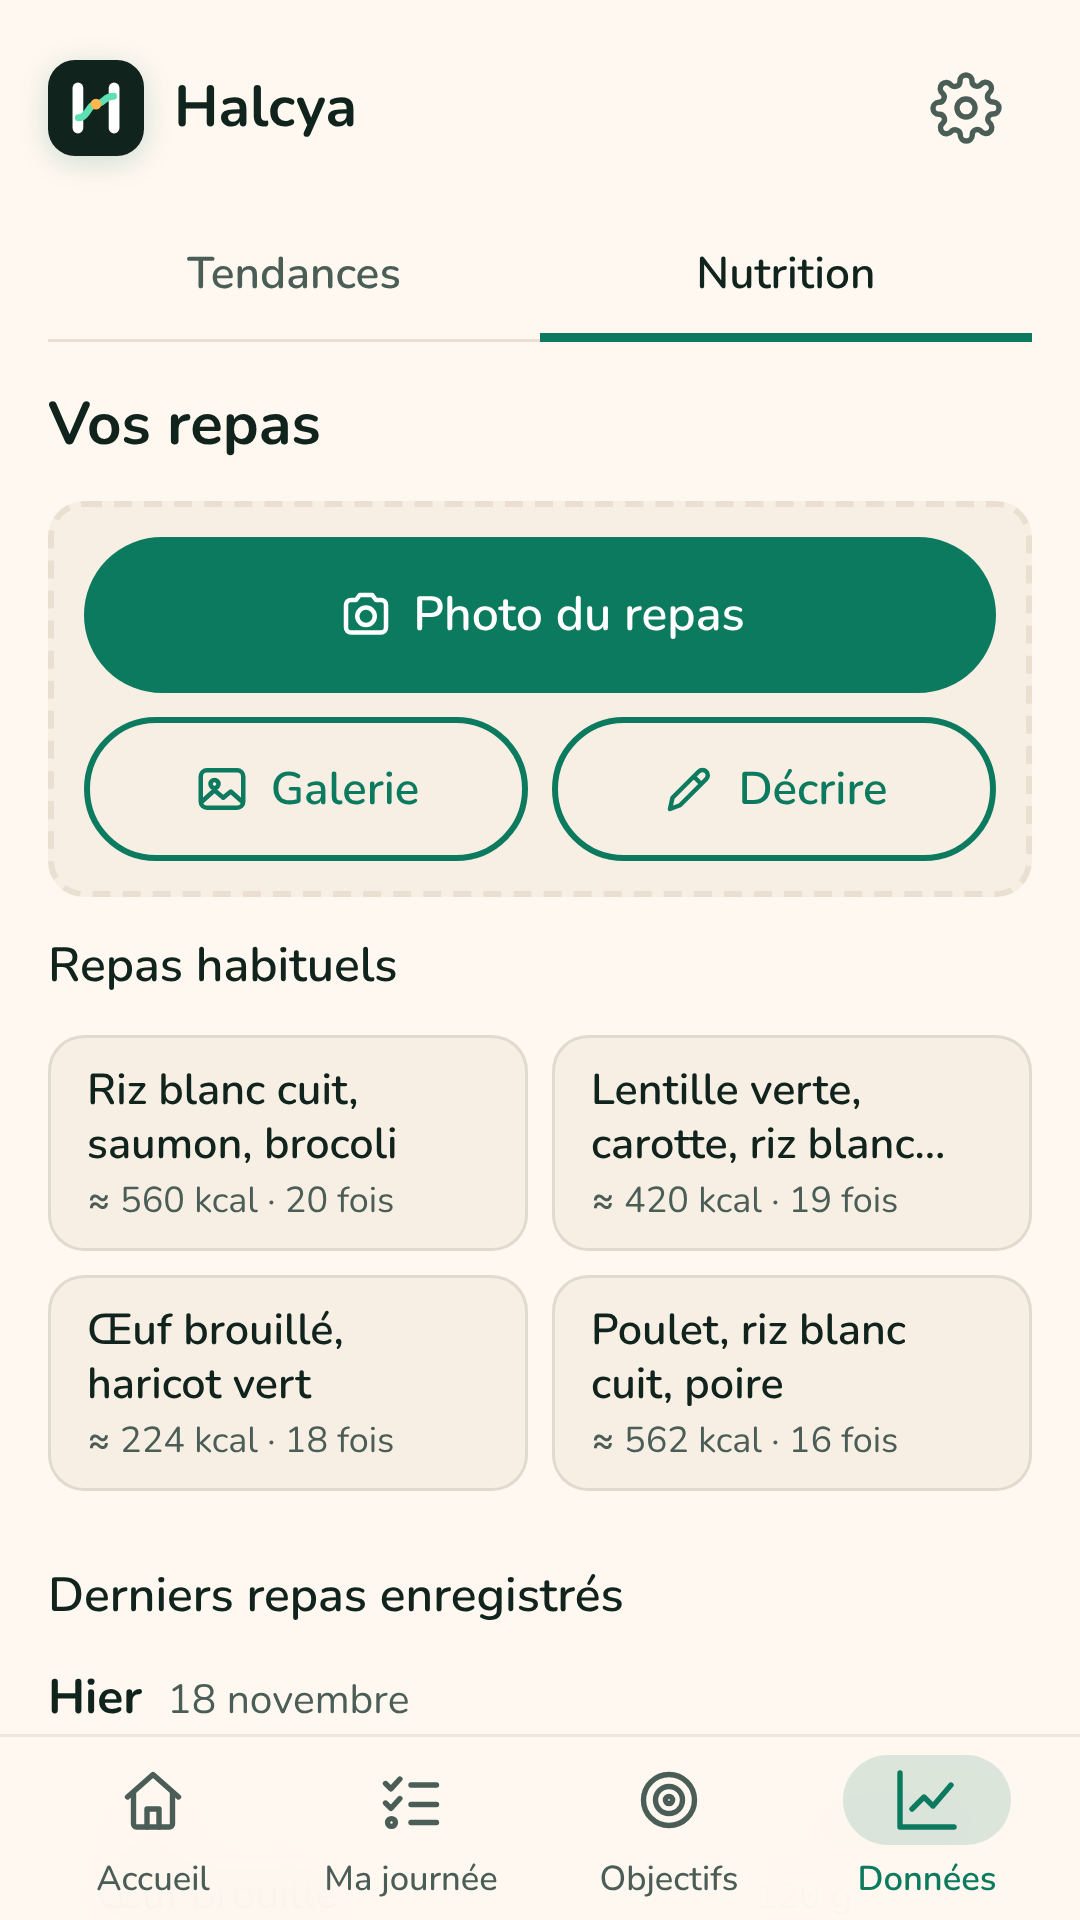 Halcya
Tendances
Nutrition
Vos repas
Photo du repas
Galerie
Décrire
Repas habituels
Riz blanc cuit,
saumon, brocoli
≈ 560 kcal · 20 fois
Lentille verte,
carotte, riz blanc...
≈ 420 kcal · 19 fois
Œuf brouillé,
haricot vert
≈ 224 kcal · 18 fois
Poulet, riz blanc
cuit, poire
≈ 562 kcal · 16 fois
Derniers repas enregistrés
Hier 18 novembre
Accueil
Ma journée
Objectifs
Données